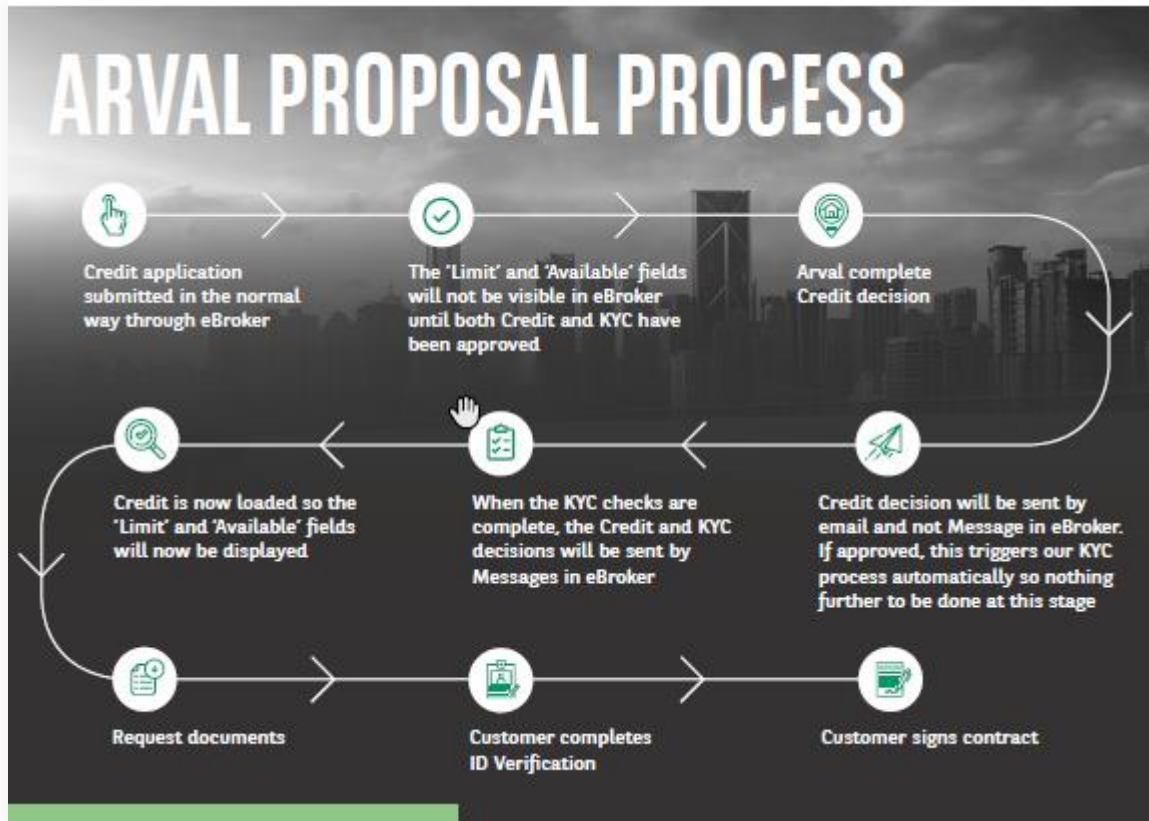 ARVAL PROPOSAL PROCESS
Credit application
submitted in the normal
way through eBroker
The 'Limit' and 'Available' fields
will not be visible in eBroker
until both Credit and KYC have
been approved
Arval complete
Credit decision
Credit decision will be sent by
email and not Message in eBroker.
If approved, this triggers our KYC
process automatically so nothing
further to be done at this stage
When the KYC checks are
complete, the Credit and KYC
decisions will be sent by
Messages in eBroker
Credit is now loaded so the
'Limit' and 'Available' fields
will now be displayed
Request documents
Customer completes
ID Verification
Customer signs contract